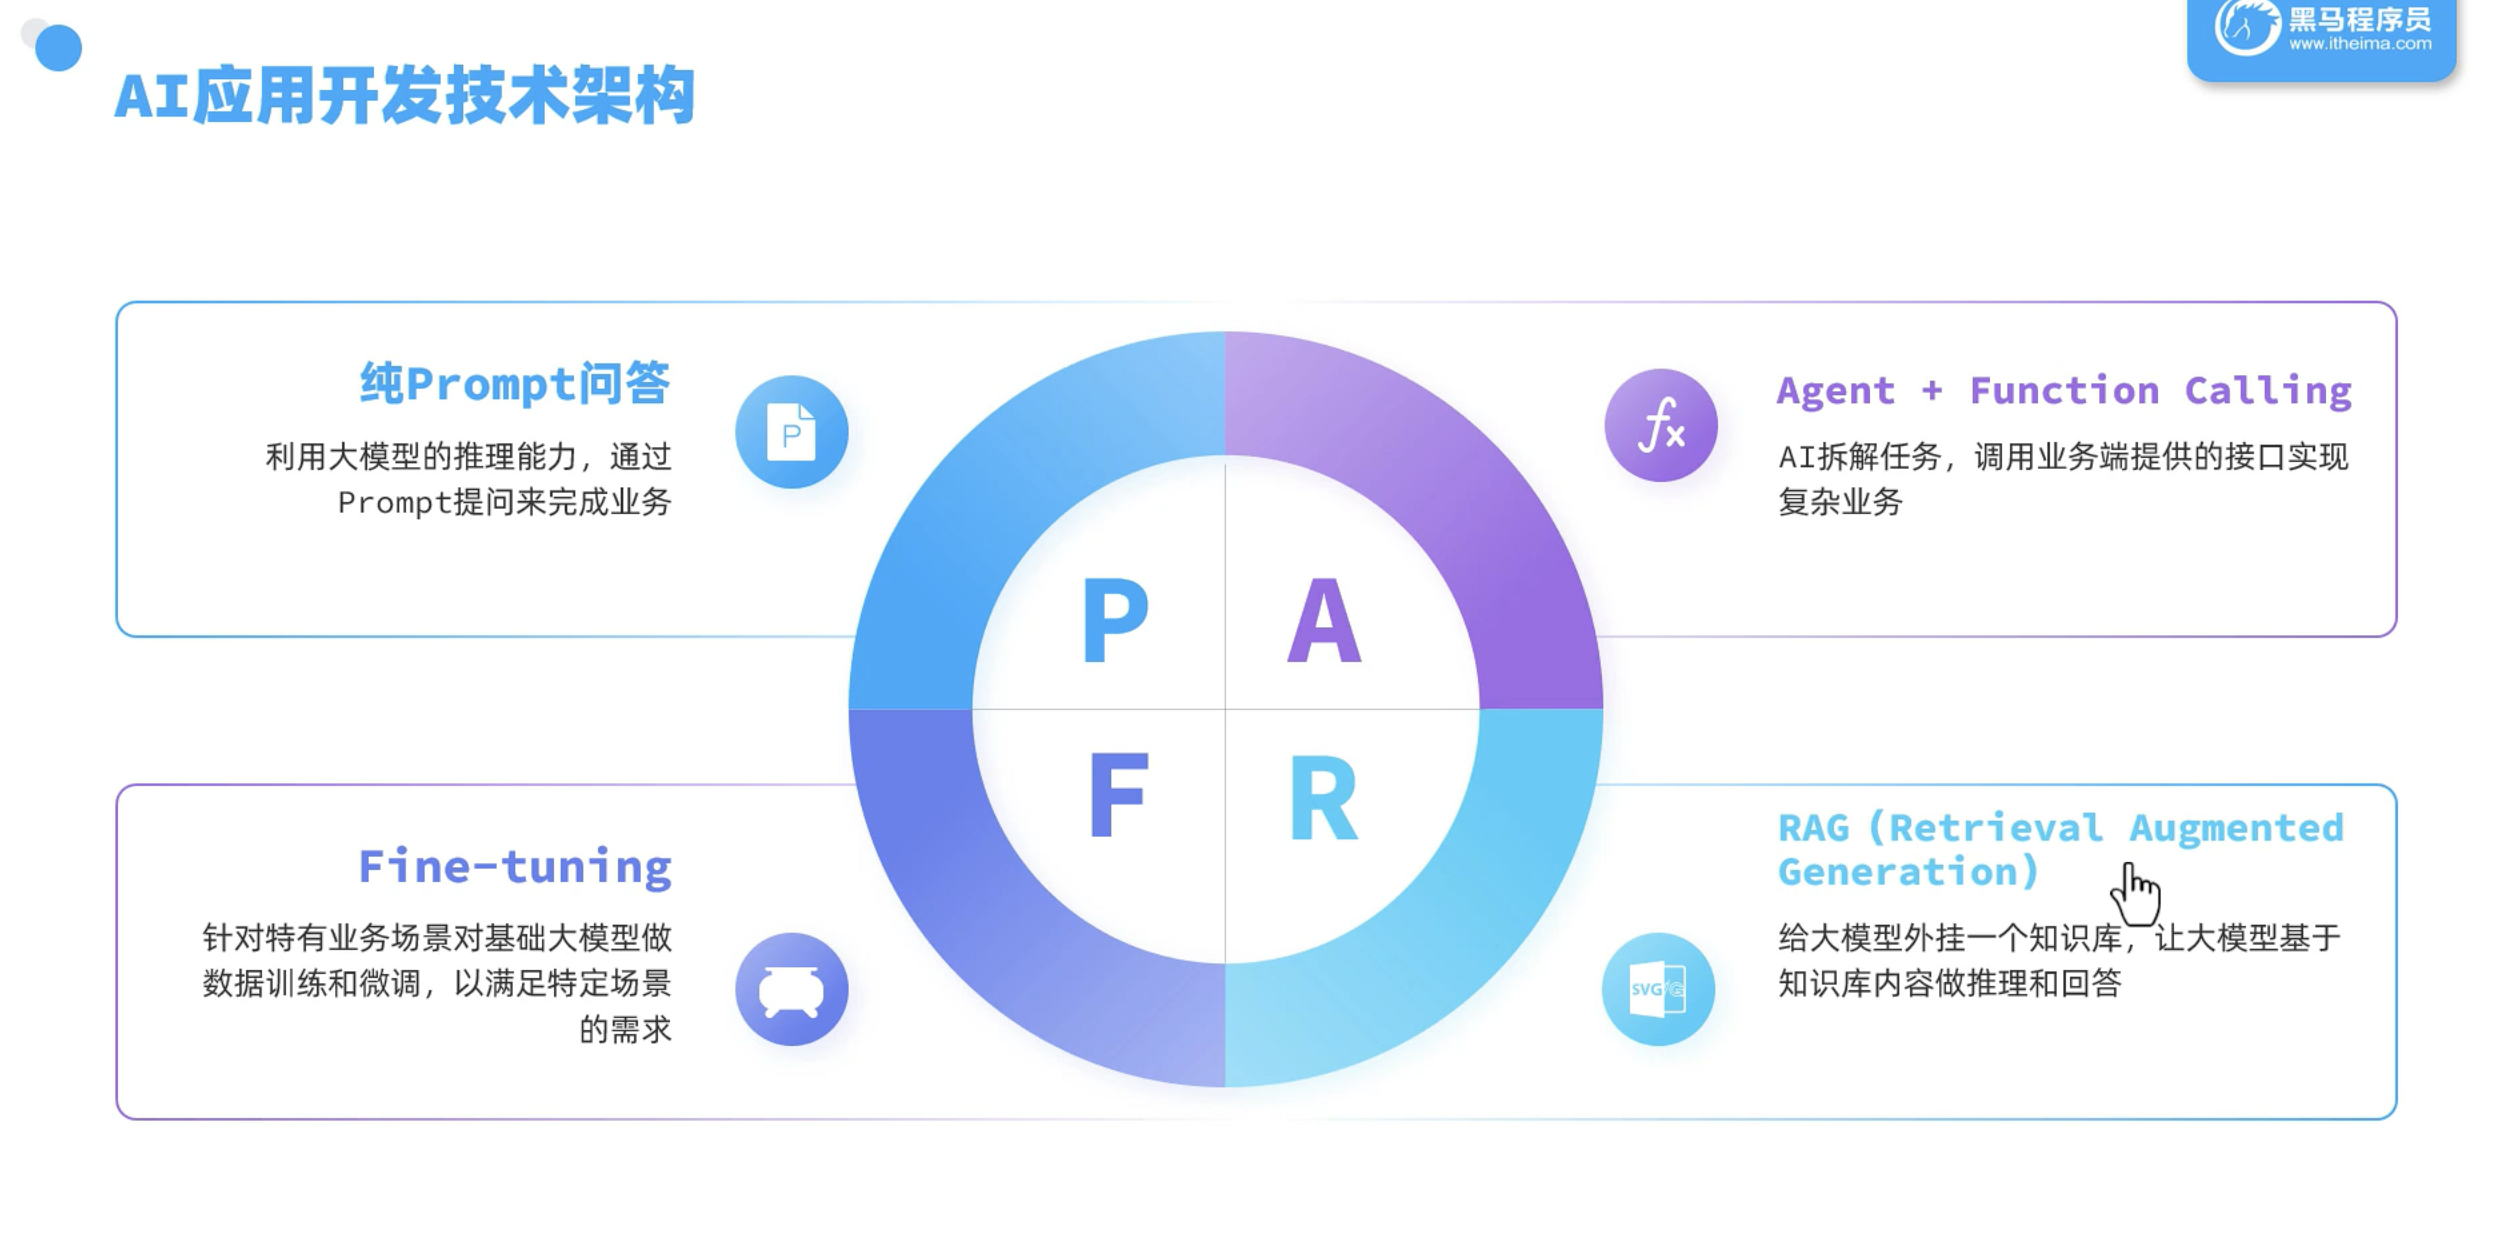 AI应用开发技术架构
黑马程序员
www.itheima.com
纯Prompt问答
利用大模型的推理能力，通过
Prompt提问来完成业务
P
Agent + Function Calling
AI拆解任务，调用业务端提供的接口实现
复杂业务
fx
P
A
F
R
Fine-tuning
针对特有业务场景对基础大模型做
数据训练和微调，以满足特定场景
的需求
RAG（Retrieval Augmented
Generation）
给大模型外挂一个知识库，让大模型基于
知识库内容做推理和回答
SVG